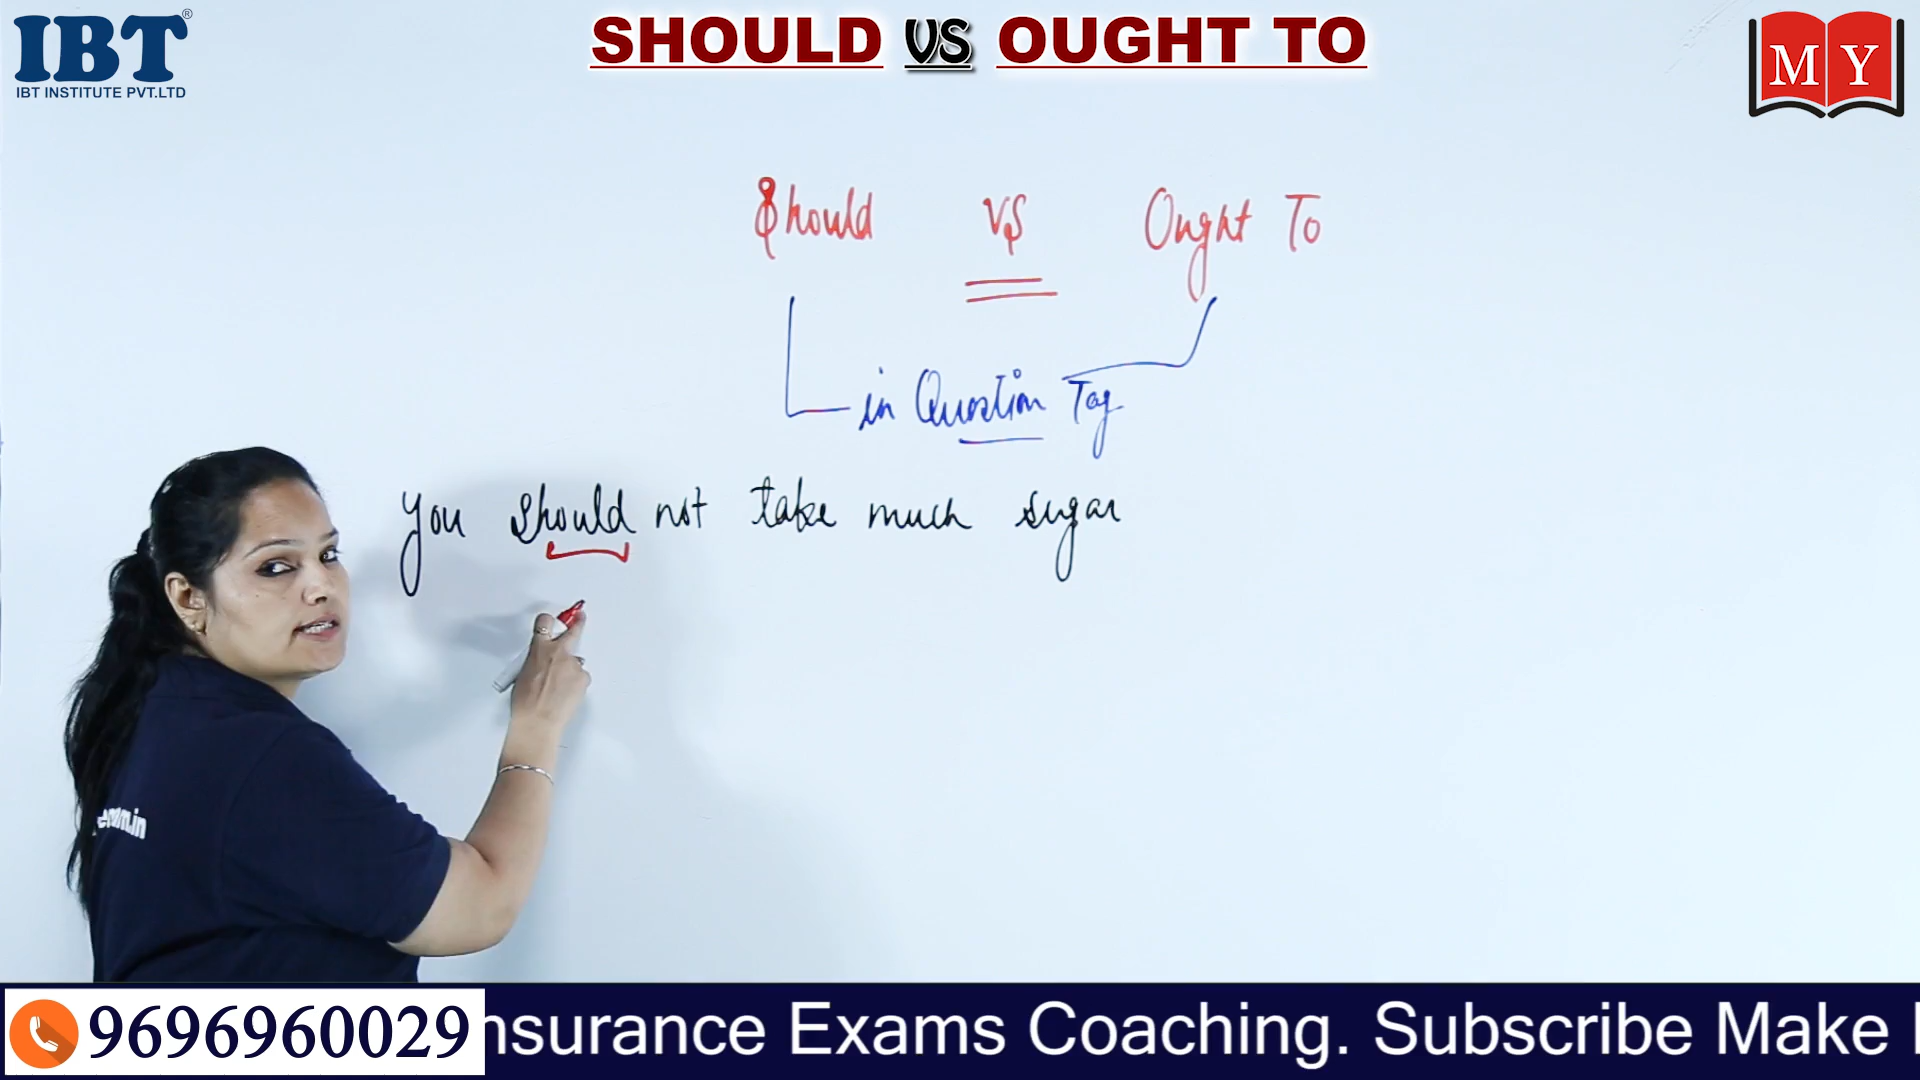 IBT®
IBT INSTITUTE PVT.LTD
SHOULD VS OUGHT TO
M Y
Should VS Ought To
in Question Tag
You should not take much sugar
9696960029
nsurance Exams Coaching. Subscribe Make